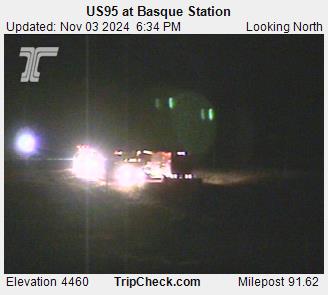 US95 at Basque Station
Updated: Nov 03 2024 6:34 PM Looking North
Elevation 4460 TripCheck.com Milepost 91.62